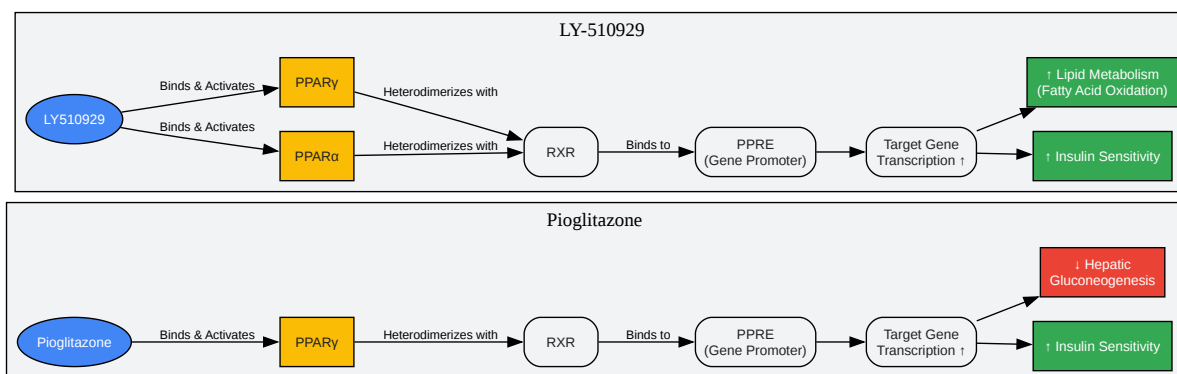 LY-510929
LY510929
Binds & Activates
Binds & Activates
PPARγ
PPARα
Heterodimerizes with
Heterodimerizes with
RXR
Binds to
PPRE
(Gene Promoter)
Target Gene
Transcription ↑
↑ Lipid Metabolism
(Fatty Acid Oxidation)
↑ Insulin Sensitivity
Pioglitazone
Pioglitazone
Binds & Activates
PPARγ
Heterodimerizes with
RXR
Binds to
PPRE
(Gene Promoter)
Target Gene
Transcription ↑
↓ Hepatic
Gluconeogenesis
↑ Insulin Sensitivity